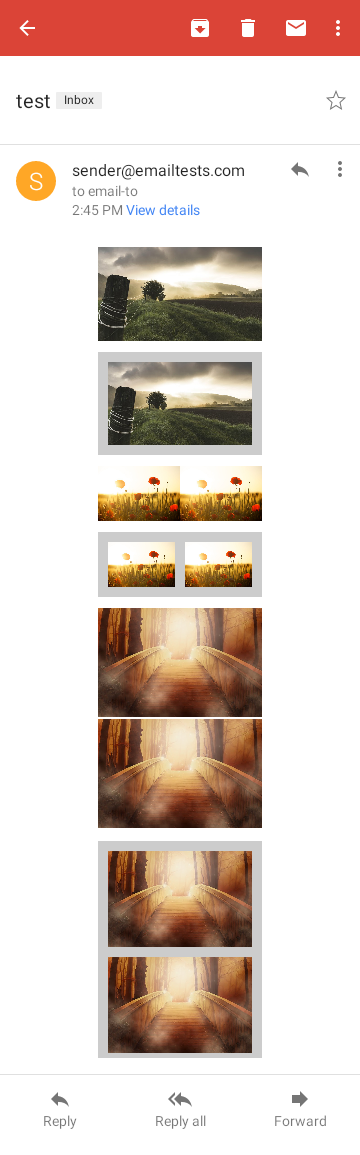 test Inbox
S
sender@emailtests.com
to email-to
2:45 PM View details
Reply Reply all Forward